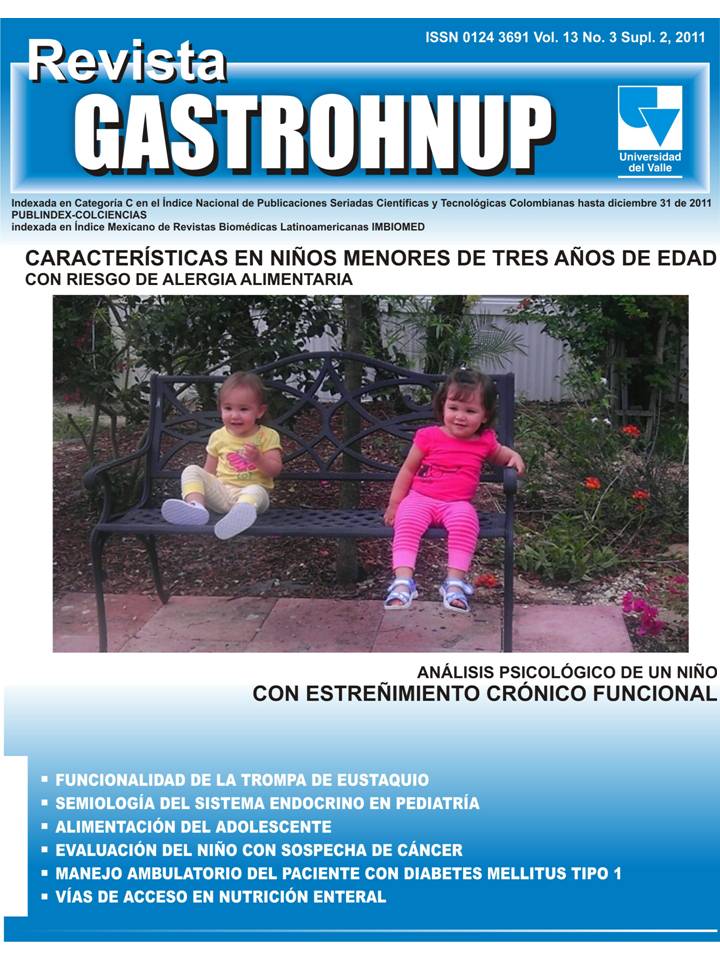 ISSN 0124 3691 Vol. 13 No. 3 Supl. 2, 2011
Revista
GASTROHNUP
Universidad
del Valle
Indexada en Categoría C en el Índice Nacional de Publicaciones Seriadas Científicas y Tecnológicas Colombianas hasta diciembre 31 de 2011
PUBLINDEX-COLCIENCIAS
indexada en Índice Mexicano de Revistas Biomédicas Latinoamericanas IMBIOMED
CARACTERÍSTICAS EN NIÑOS MENORES DE TRES AÑOS DE EDAD
CON RIESGO DE ALERGIA ALIMENTARIA
ANÁLISIS PSICOLÓGICO DE UN NIÑO
CON ESTREÑIMIENTO CRÓNICO FUNCIONAL
▪ FUNCIONALIDAD DE LA TROMPA DE EUSTAQUIO
▪ SEMIOLOGÍA DEL SISTEMA ENDOCRINO EN PEDIATRÍA
▪ ALIMENTACIÓN DEL ADOLESCENTE
▪ EVALUACIÓN DEL NIÑO CON SOSPECHA DE CÁNCER
▪ MANEJO AMBULATORIO DEL PACIENTE CON DIABETES MELLITUS TIPO 1
▪ VÍAS DE ACCESO EN NUTRICIÓN ENTERAL